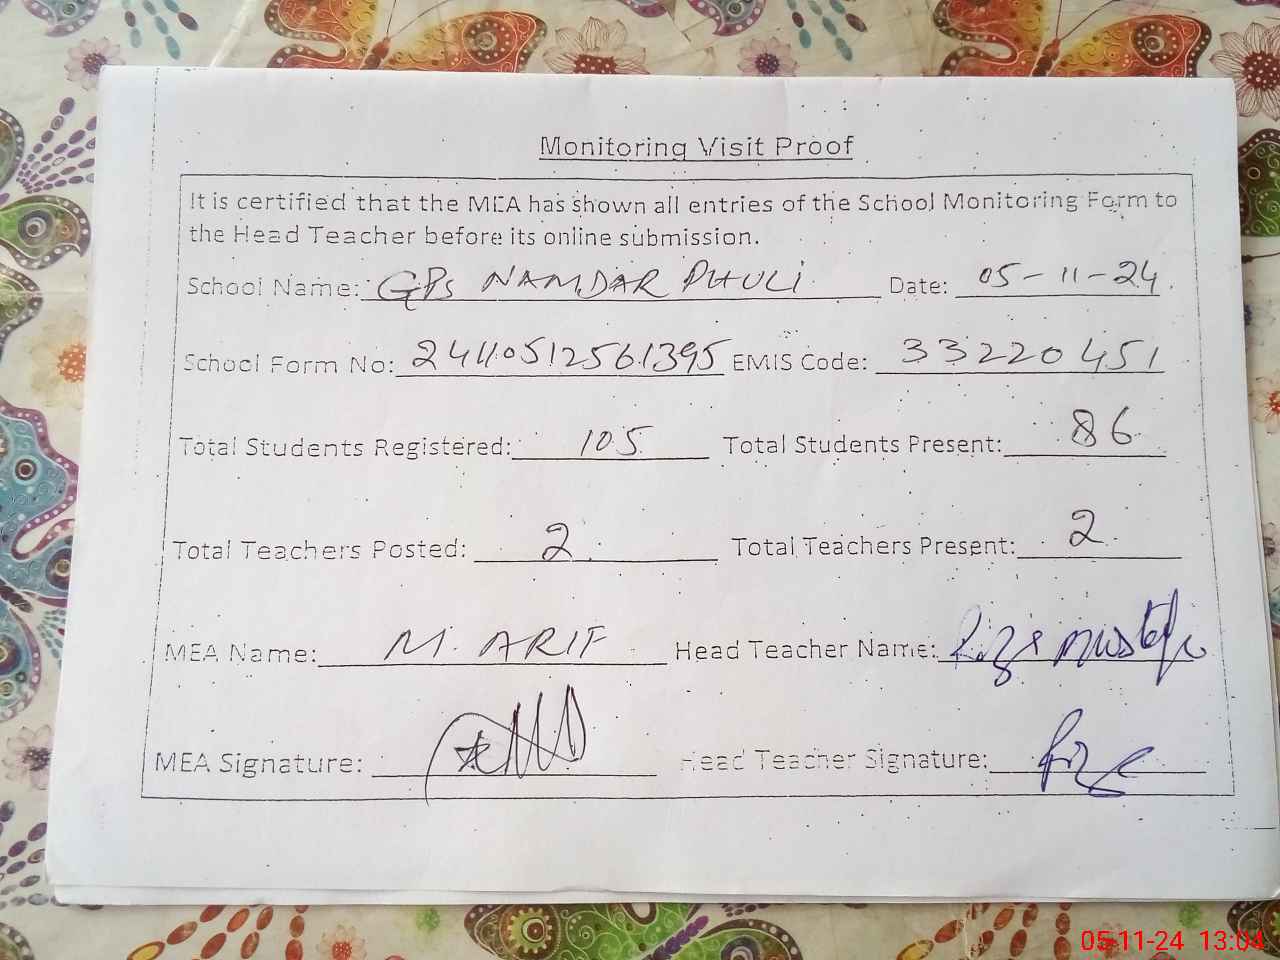 Monitoring Visit Proof
It is certified that the MEA has shown all entries of the School Monitoring Form to
the Head Teacher before its online submission.
School Name: GPs NAMDAR PHULI Date: 05-11-24
School Form No: 24110512561395 EMIS Code: 33220451
Total Students Registered: 105 Total Students Present: 86
Total Teachers Posted: 2 Total Teachers Present: 2
MEA Name: M. ARIF Head Teacher Name:
MEA Signature: Head Teacher Signature:
05-11-24 13:04